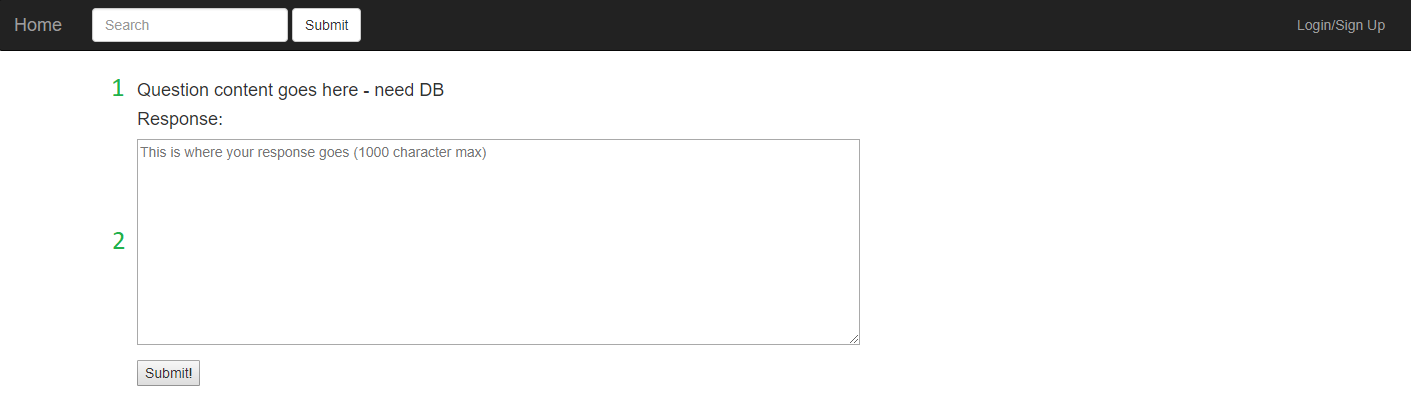 Home Search Submit Login/Sign Up
1 Question content goes here - need DB
Response:
This is where your response goes (1000 character max)
2
Submit!